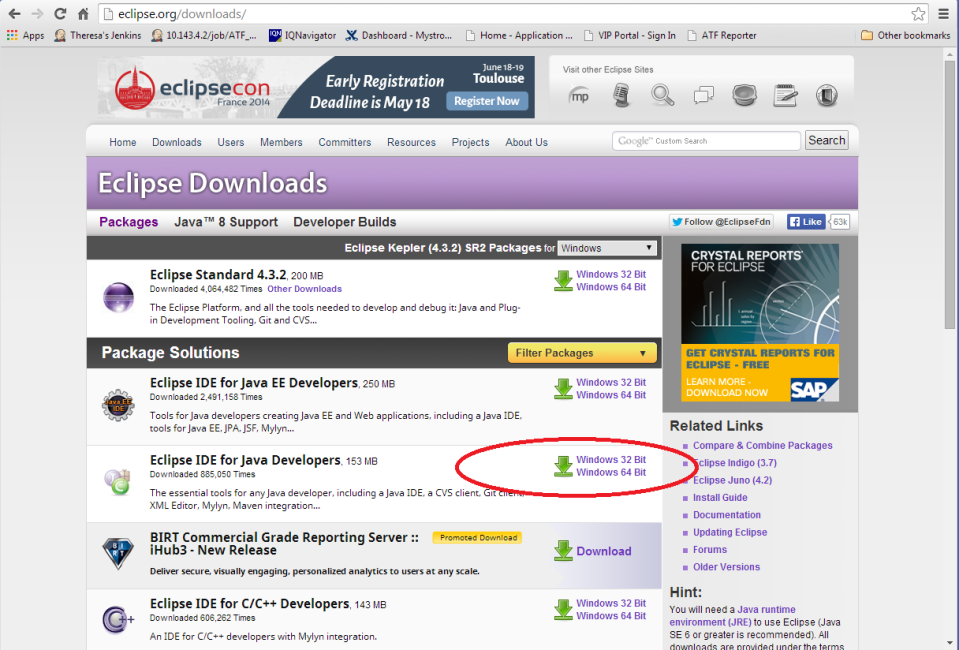 eclipse.org/downloads/
Apps Theresa's Jenkins 10.143.4.2/job/ATF_... IQN IQNavigator Dashboard - Mystro... Home - Application ... VIP Portal - Sign In ATF Reporter Other bookmarks
eclipsecon
France 2014
Early Registration
Deadline is May 18
June 18-19
Toulouse
Register Now
Visit other Eclipse Sites
mp
Home Downloads Users Members Committers Resources Projects About Us
Google™ Custom Search Search
Eclipse Downloads
Packages Java™ 8 Support Developer Builds
Follow @EclipseFdn Like 63k
Eclipse Kepler (4.3.2) SR2 Packages for Windows
Eclipse Standard 4.3.2, 200 MB
Downloaded 4,064,482 Times Other Downloads
The Eclipse Platform, and all the tools needed to develop and debug it: Java and Plug-
in Development Tooling, Git and CVS...
Windows 32 Bit
Windows 64 Bit
Package Solutions
Filter Packages
Java EE
IDE
Eclipse IDE for Java EE Developers, 250 MB
Downloaded 2,491,158 Times
Tools for Java developers creating Java EE and Web applications, including a Java IDE,
tools for Java EE, JPA, JSF, Mylyn...
Windows 32 Bit
Windows 64 Bit
Eclipse IDE for Java Developers, 153 MB
Downloaded 885,050 Times
The essential tools for any Java developer, including a Java IDE, a CVS client, Git client,
XML Editor, Mylyn, Maven integration...
Windows 32 Bit
Windows 64 Bit
BIRT
BIRT Commercial Grade Reporting Server ::
iHub3 - New Release
Promoted Download
Deliver secure, visually engaging, personalized analytics to users at any scale.
Download
Eclipse IDE for C/C++ Developers, 143 MB
Downloaded 606,262 Times
An IDE for C/C++ developers with Mylyn integration.
Windows 32 Bit
Windows 64 Bit
CRYSTAL REPORTS®
FOR ECLIPSE
GET CRYSTAL REPORTS FOR
ECLIPSE - FREE
LEARN MORE -
DOWNLOAD NOW
SAP
Related Links
Compare & Combine Packages
Eclipse Indigo (3.7)
Eclipse Juno (4.2)
Install Guide
Documentation
Updating Eclipse
Forums
Older Versions
Hint:
You will need a Java runtime
environment (JRE) to use Eclipse (Java
SE 6 or greater is recommended). All
downloads are provided under the terms